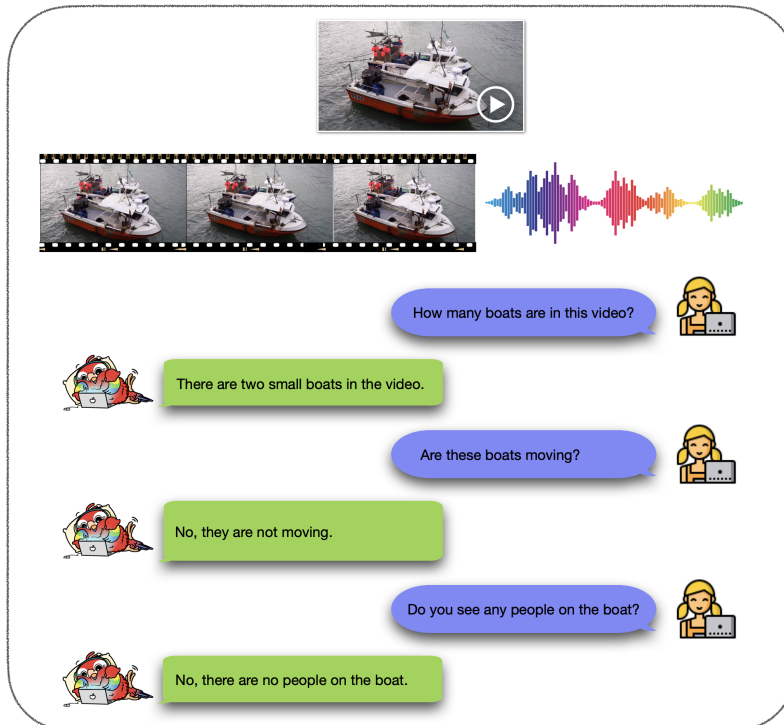 How many boats are in this video?
There are two small boats in the video.
Are these boats moving?
No, they are not moving.
Do you see any people on the boat?
No, there are no people on the boat.